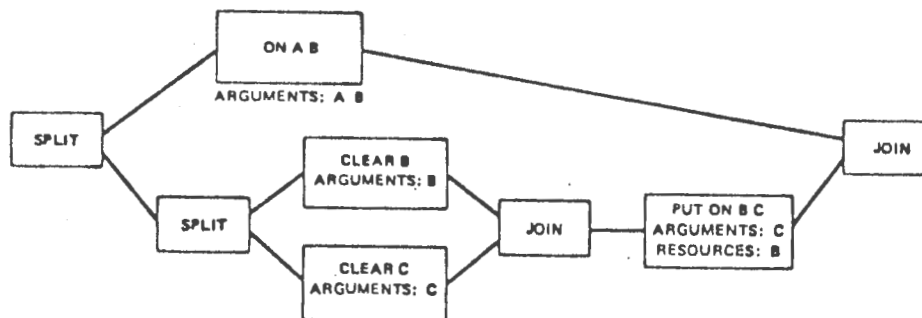 ON A B
ARGUMENTS: A B
SPLIT
JOIN
CLEAR B
ARGUMENTS: B
SPLIT
JOIN
PUT ON B C
ARGUMENTS: C
RESOURCES: B
CLEAR C
ARGUMENTS: C